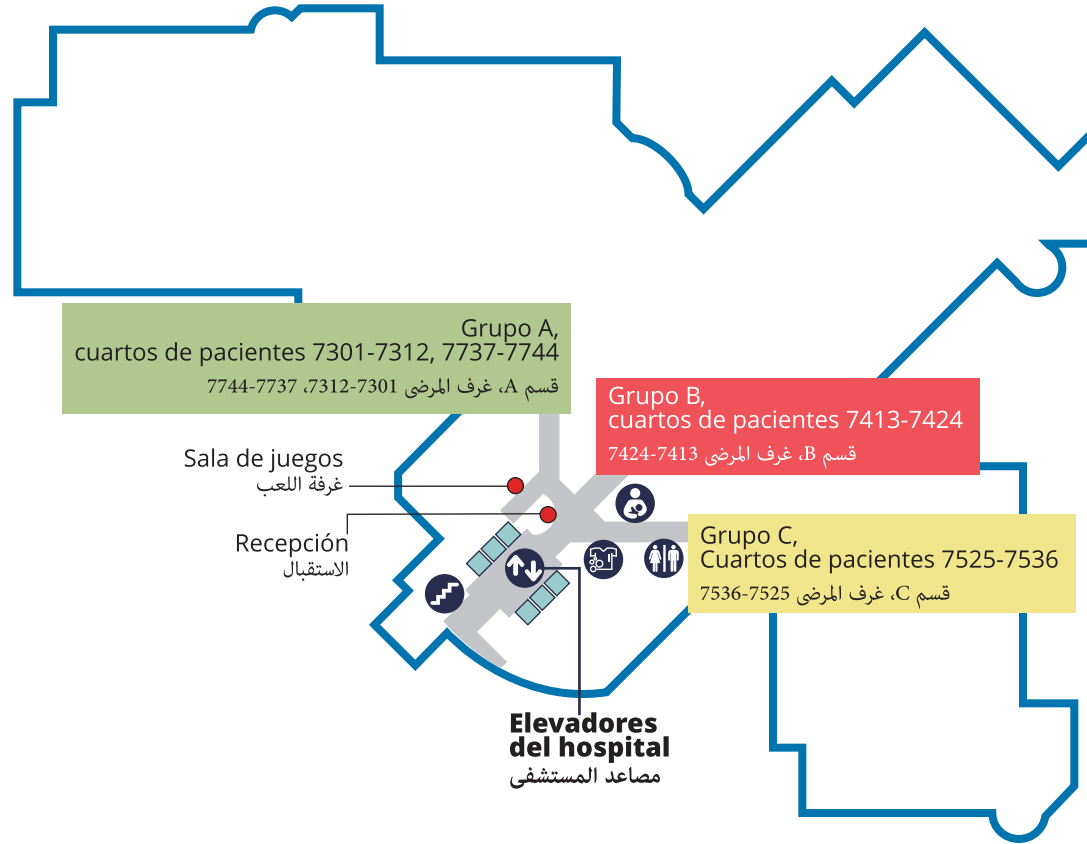 Grupo A,
cuartos de pacientes 7301-7312, 7737-7744
قسم A، غرف المرضى 7301-7312، 7737-7744
Grupo B,
cuartos de pacientes 7413-7424
قسم B، غرف المرضى 7413-7424
Sala de juegos
غرفة اللعب
Recepción
الاستقبال
Grupo C,
Cuartos de pacientes 7525-7536
قسم C، غرف المرضى 7525-7536
Elevadores
del hospital
مصاعد المستشفى